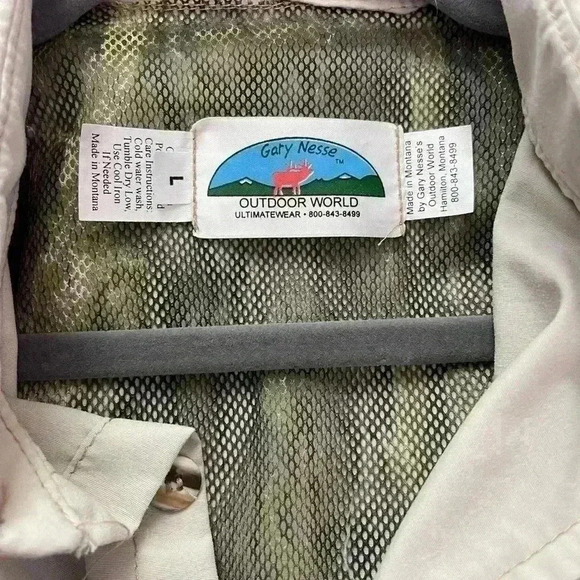 Care Instructions:
Cold water wash,
Tumble Dry Low,
Use Cool Iron
If Needed
Made in Montana
L
Gary Nesse
TM
OUTDOOR WORLD
ULTIMATEWEAR • 800-843-8499
Made in Montana
by Gary Nesse's
Outdoor World
Hamilton, Montana
800-843-8499